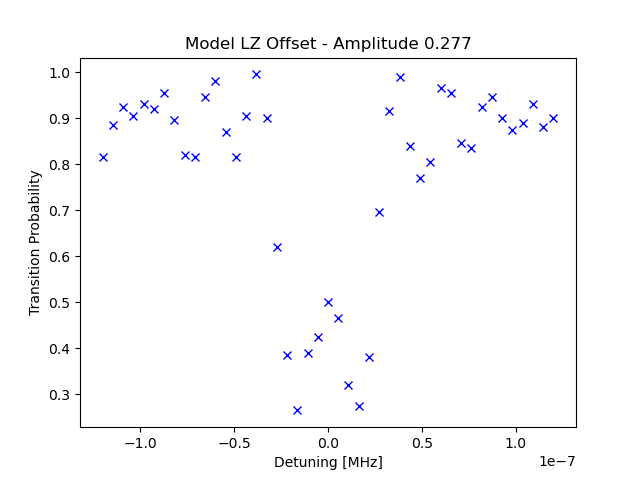 Model LZ Offset - Amplitude 0.277
1.0
0.9
0.8
0.7
0.6
0.5
0.4
0.3
Transition Probability
−1.0 −0.5 0.0 0.5 1.0
1e−7
Detuning [MHz]